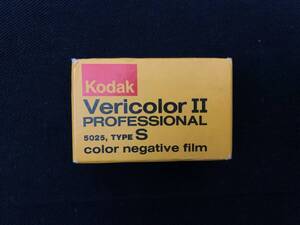 Kodak
Vericolor II
PROFESSIONAL
5025, TYPE S
color negative film